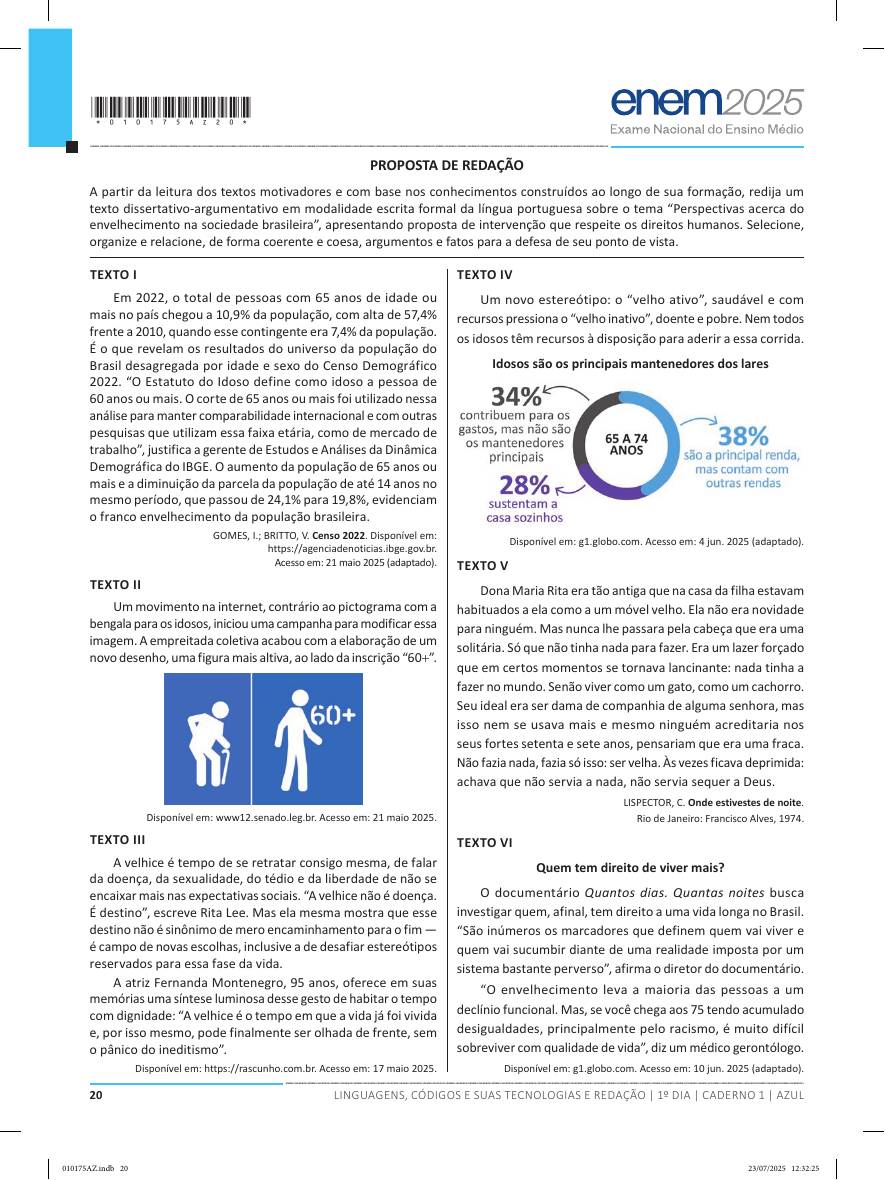 *010175AZ20*
enem2025
Exame Nacional do Ensino Médio
PROPOSTA DE REDAÇÃO
A partir da leitura dos textos motivadores e com base nos conhecimentos construídos ao longo de sua formação, redija um
texto dissertativo-argumentativo em modalidade escrita formal da língua portuguesa sobre o tema “Perspectivas acerca do
envelhecimento na sociedade brasileira”, apresentando proposta de intervenção que respeite os direitos humanos. Selecione,
organize e relacione, de forma coerente e coesa, argumentos e fatos para a defesa de seu ponto de vista.
TEXTO I
Em 2022, o total de pessoas com 65 anos de idade ou
mais no país chegou a 10,9% da população, com alta de 57,4%
frente a 2010, quando esse contingente era 7,4% da população.
É o que revelam os resultados do universo da população do
Brasil desagregada por idade e sexo do Censo Demográfico
2022. “O Estatuto do Idoso define como idoso a pessoa de
60 anos ou mais. O corte de 65 anos ou mais foi utilizado nessa
análise para manter comparabilidade internacional e com outras
pesquisas que utilizam essa faixa etária, como de mercado de
trabalho”, justifica a gerente de Estudos e Análises da Dinâmica
Demográfica do IBGE. O aumento da população de 65 anos ou
mais e a diminuição da parcela da população de até 14 anos no
mesmo período, que passou de 24,1% para 19,8%, evidenciam
o franco envelhecimento da população brasileira.
GOMES, I.; BRITTO, V. Censo 2022. Disponível em:
https://agenciadenoticias.ibge.gov.br.
Acesso em: 21 maio 2025 (adaptado).
TEXTO II
Um movimento na internet, contrário ao pictograma com a
bengala para os idosos, iniciou uma campanha para modificar essa
imagem. A empreitada coletiva acabou com a elaboração de um
novo desenho, uma figura mais altiva, ao lado da inscrição “60+”.
60+
Disponível em: www12.senado.leg.br. Acesso em: 21 maio 2025.
TEXTO III
A velhice é tempo de se retratar consigo mesma, de falar
da doença, da sexualidade, do tédio e da liberdade de não se
encaixar mais nas expectativas sociais. “A velhice não é doença.
É destino”, escreve Rita Lee. Mas ela mesma mostra que esse
destino não é sinônimo de mero encaminhamento para o fim —
é campo de novas escolhas, inclusive a de desafiar estereótipos
reservados para essa fase da vida.
A atriz Fernanda Montenegro, 95 anos, oferece em suas
memórias uma síntese luminosa desse gesto de habitar o tempo
com dignidade: “A velhice é o tempo em que a vida já foi vivida
e, por isso mesmo, pode finalmente ser olhada de frente, sem
o pânico do ineditismo”.
Disponível em: https://rascunho.com.br. Acesso em: 17 maio 2025.
TEXTO IV
Um novo estereótipo: o “velho ativo”, saudável e com
recursos pressiona o “velho inativo”, doente e pobre. Nem todos
os idosos têm recursos à disposição para aderir a essa corrida.
Idosos são os principais mantenedores dos lares
34%
contribuem para os
gastos, mas não são
os mantenedores
principais
28%
sustentam a
casa sozinhos
65 A 74
ANOS
38%
são a principal renda,
mas contam com
outras rendas
Disponível em: g1.globo.com. Acesso em: 4 jun. 2025 (adaptado).
TEXTO V
Dona Maria Rita era tão antiga que na casa da filha estavam
habituados a ela como a um móvel velho. Ela não era novidade
para ninguém. Mas nunca lhe passara pela cabeça que era uma
solitária. Só que não tinha nada para fazer. Era um lazer forçado
que em certos momentos se tornava lancinante: nada tinha a
fazer no mundo. Senão viver como um gato, como um cachorro.
Seu ideal era ser dama de companhia de alguma senhora, mas
isso nem se usava mais e mesmo ninguém acreditaria nos
seus fortes setenta e sete anos, pensariam que era uma fraca.
Não fazia nada, fazia só isso: ser velha. Às vezes ficava deprimida:
achava que não servia a nada, não servia sequer a Deus.
LISPECTOR, C. Onde estivestes de noite.
Rio de Janeiro: Francisco Alves, 1974.
TEXTO VI
Quem tem direito de viver mais?
O documentário Quantos dias. Quantas noites busca
investigar quem, afinal, tem direito a uma vida longa no Brasil.
“São inúmeros os marcadores que definem quem vai viver e
quem vai sucumbir diante de uma realidade imposta por um
sistema bastante perverso”, afirma o diretor do documentário.
“O envelhecimento leva a maioria das pessoas a um
declínio funcional. Mas, se você chega aos 75 tendo acumulado
desigualdades, principalmente pelo racismo, é muito difícil
sobreviver com qualidade de vida”, diz um médico gerontólogo.
Disponível em: g1.globo.com. Acesso em: 10 jun. 2025 (adaptado).
20
LINGUAGENS, CÓDIGOS E SUAS TECNOLOGIAS E REDAÇÃO | 1º DIA | CADERNO 1 | AZUL
010175AZ.indb 20
23/07/2025 12:32:25